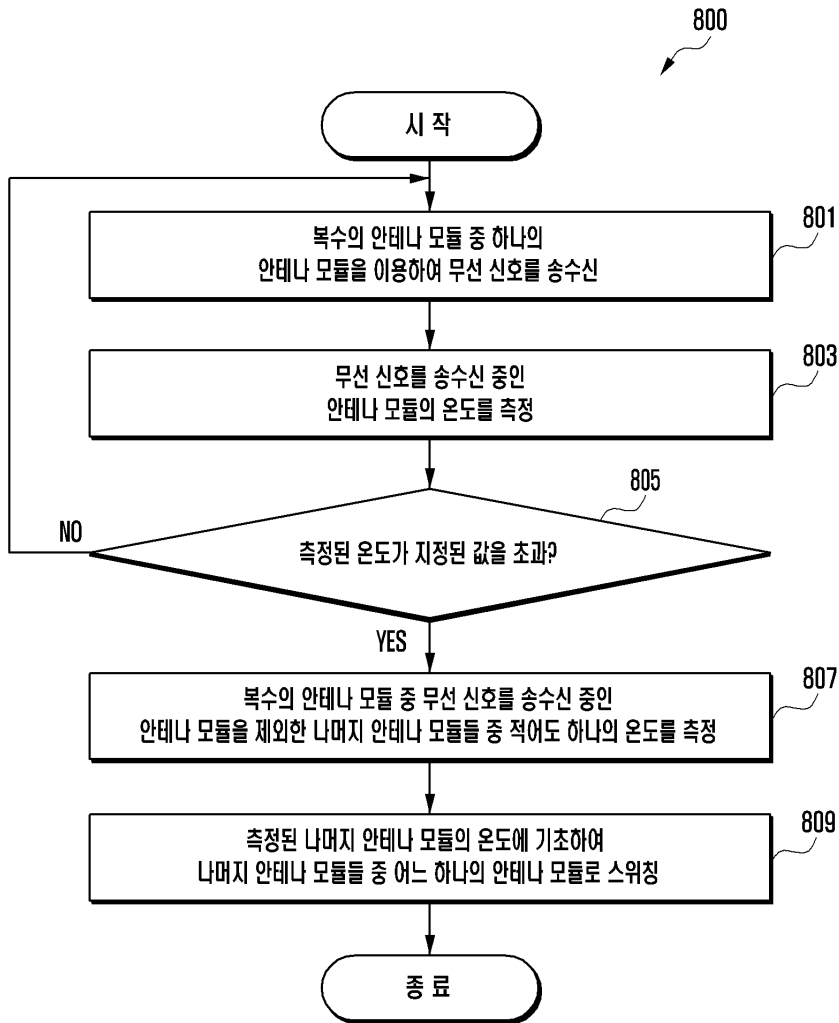 800
시 작
801
복수의 안테나 모듈 중 하나의
안테나 모듈을 이용하여 무선 신호를 송수신
803
무선 신호를 송수신 중인
안테나 모듈의 온도를 측정
805
측정된 온도가 지정된 값을 초과?
NO
YES
807
복수의 안테나 모듈 중 무선 신호를 송수신 중인
안테나 모듈을 제외한 나머지 안테나 모듈들 중 적어도 하나의 온도를 측정
809
측정된 나머지 안테나 모듈의 온도에 기초하여
나머지 안테나 모듈들 중 어느 하나의 안테나 모듈로 스위칭
종 료